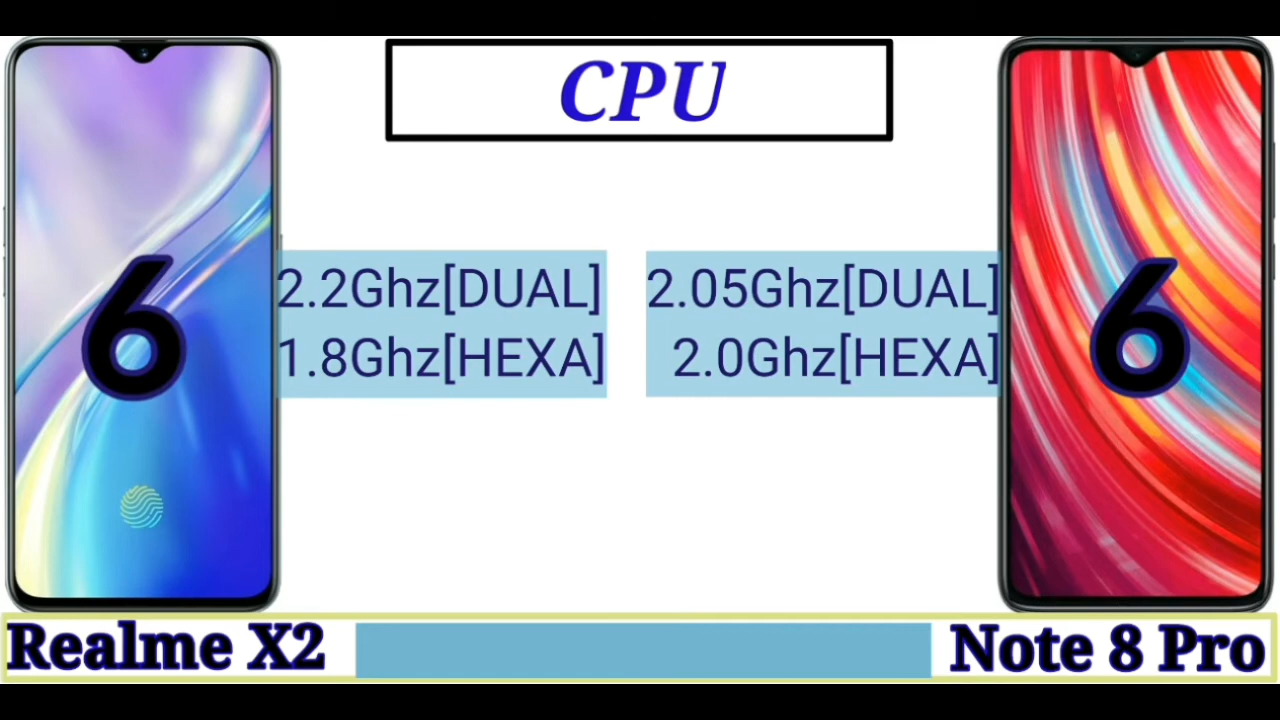 CPU
2.2Ghz[DUAL]
1.8Ghz[HEXA]
2.05Ghz[DUAL]
2.0Ghz[HEXA]
6
6
Realme X2
Note 8 Pro